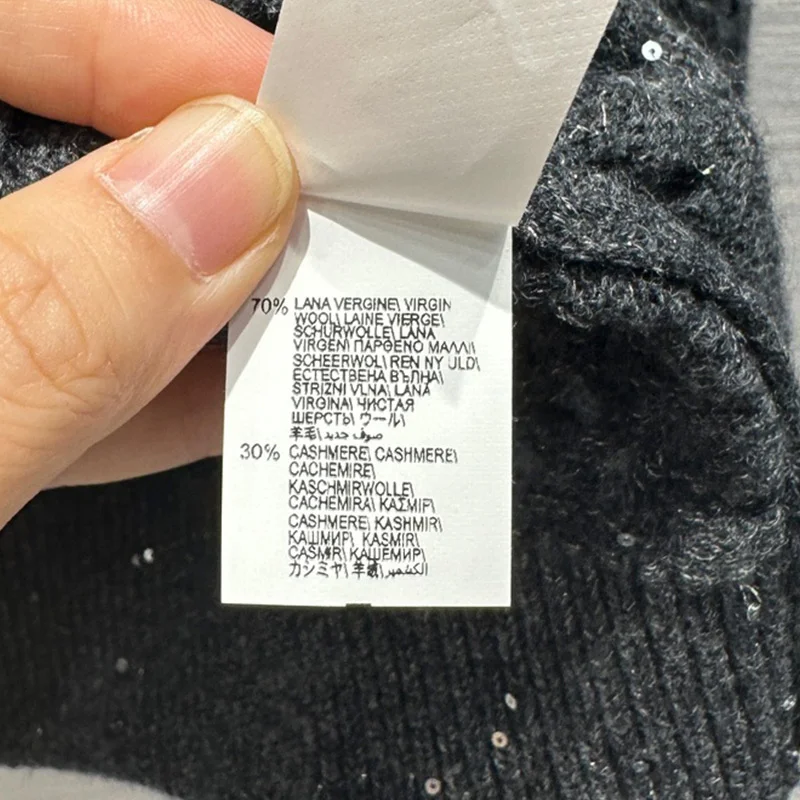 70% LANA VERGINE\ VIRGIN
WOOL\ LAINE VIERGE\
SCHURWOLLE\ LANA
VIRGEN\ ΠΑΡΘΕΝΟ ΜΑΛΛΙ\
SCHEERWOL\ REN NY ULD\
ЕСТЕСТВЕНА ВЪЛНА\
STRIZNI VLNA\ LANA
VIRGINA\ ЧИСТАЯ
ШЕРСТЬ\ ウール\
羊毛\ صوف جديد\
30% CASHMERE\ CASHMERE\
CACHEMIRE\
KASCHMIRWOLLE\
CACHEMIRA\ ΚΑΣΜΙΡ\
CASHMERE\ KASHMIR\
КАШМИР\ KASMIR\
CASMIR\ КАШЕМИР\
カシミヤ\ 羊絨\ الكشمير\